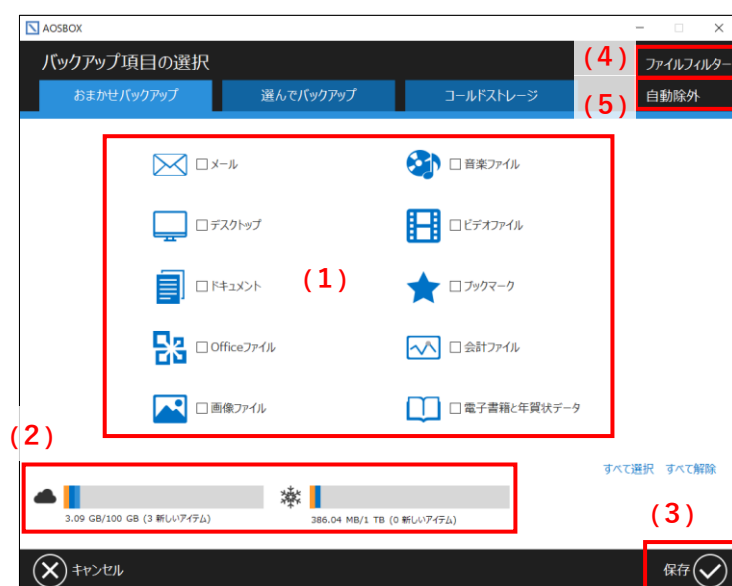 AOSBOX
バックアップ項目の選択
(4)
ファイルフィルター
おまかせバックアップ
選んでバックアップ
コールドストレージ
(5)
自動除外
メール
音楽ファイル
デスクトップ
ビデオファイル
ドキュメント
(1)
ブックマーク
Officeファイル
会計ファイル
画像ファイル
電子書籍と年賀状データ
(2)
すべて選択 すべて解除
3.09 GB/100 GB (3 新しいアイテム)
386.04 MB/1 TB (0 新しいアイテム)
(3)
キャンセル
保存